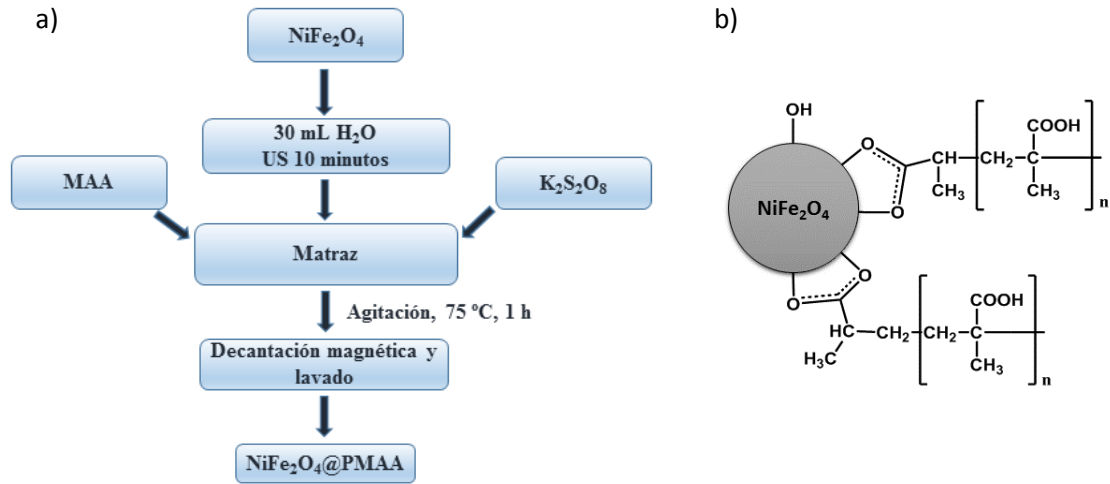 a)
NiFe₂O₄
30 mL H₂O
US 10 minutos
MAA
K₂S₂O₈
Matraz
Agitación, 75 ºC, 1 h
Decantación magnética y
lavado
NiFe₂O₄@PMAA
b)
OH
COOH
O
CH
CH₂
C
CH₃
CH₃
n
O
NiFe₂O₄
O
O
COOH
HC
CH₂
CH₂
C
H₃C
CH₃
n